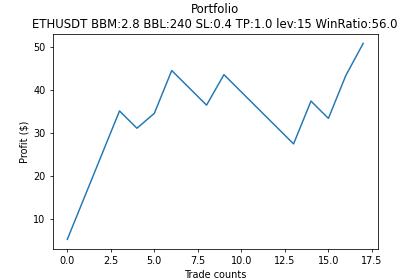 Portfolio
ETHUSDT BBM:2.8 BBL:240 SL:0.4 TP:1.0 lev:15 WinRatio:56.0
50
40
30
20
10
Profit ($)
0.0 2.5 5.0 7.5 10.0 12.5 15.0 17.5
Trade counts